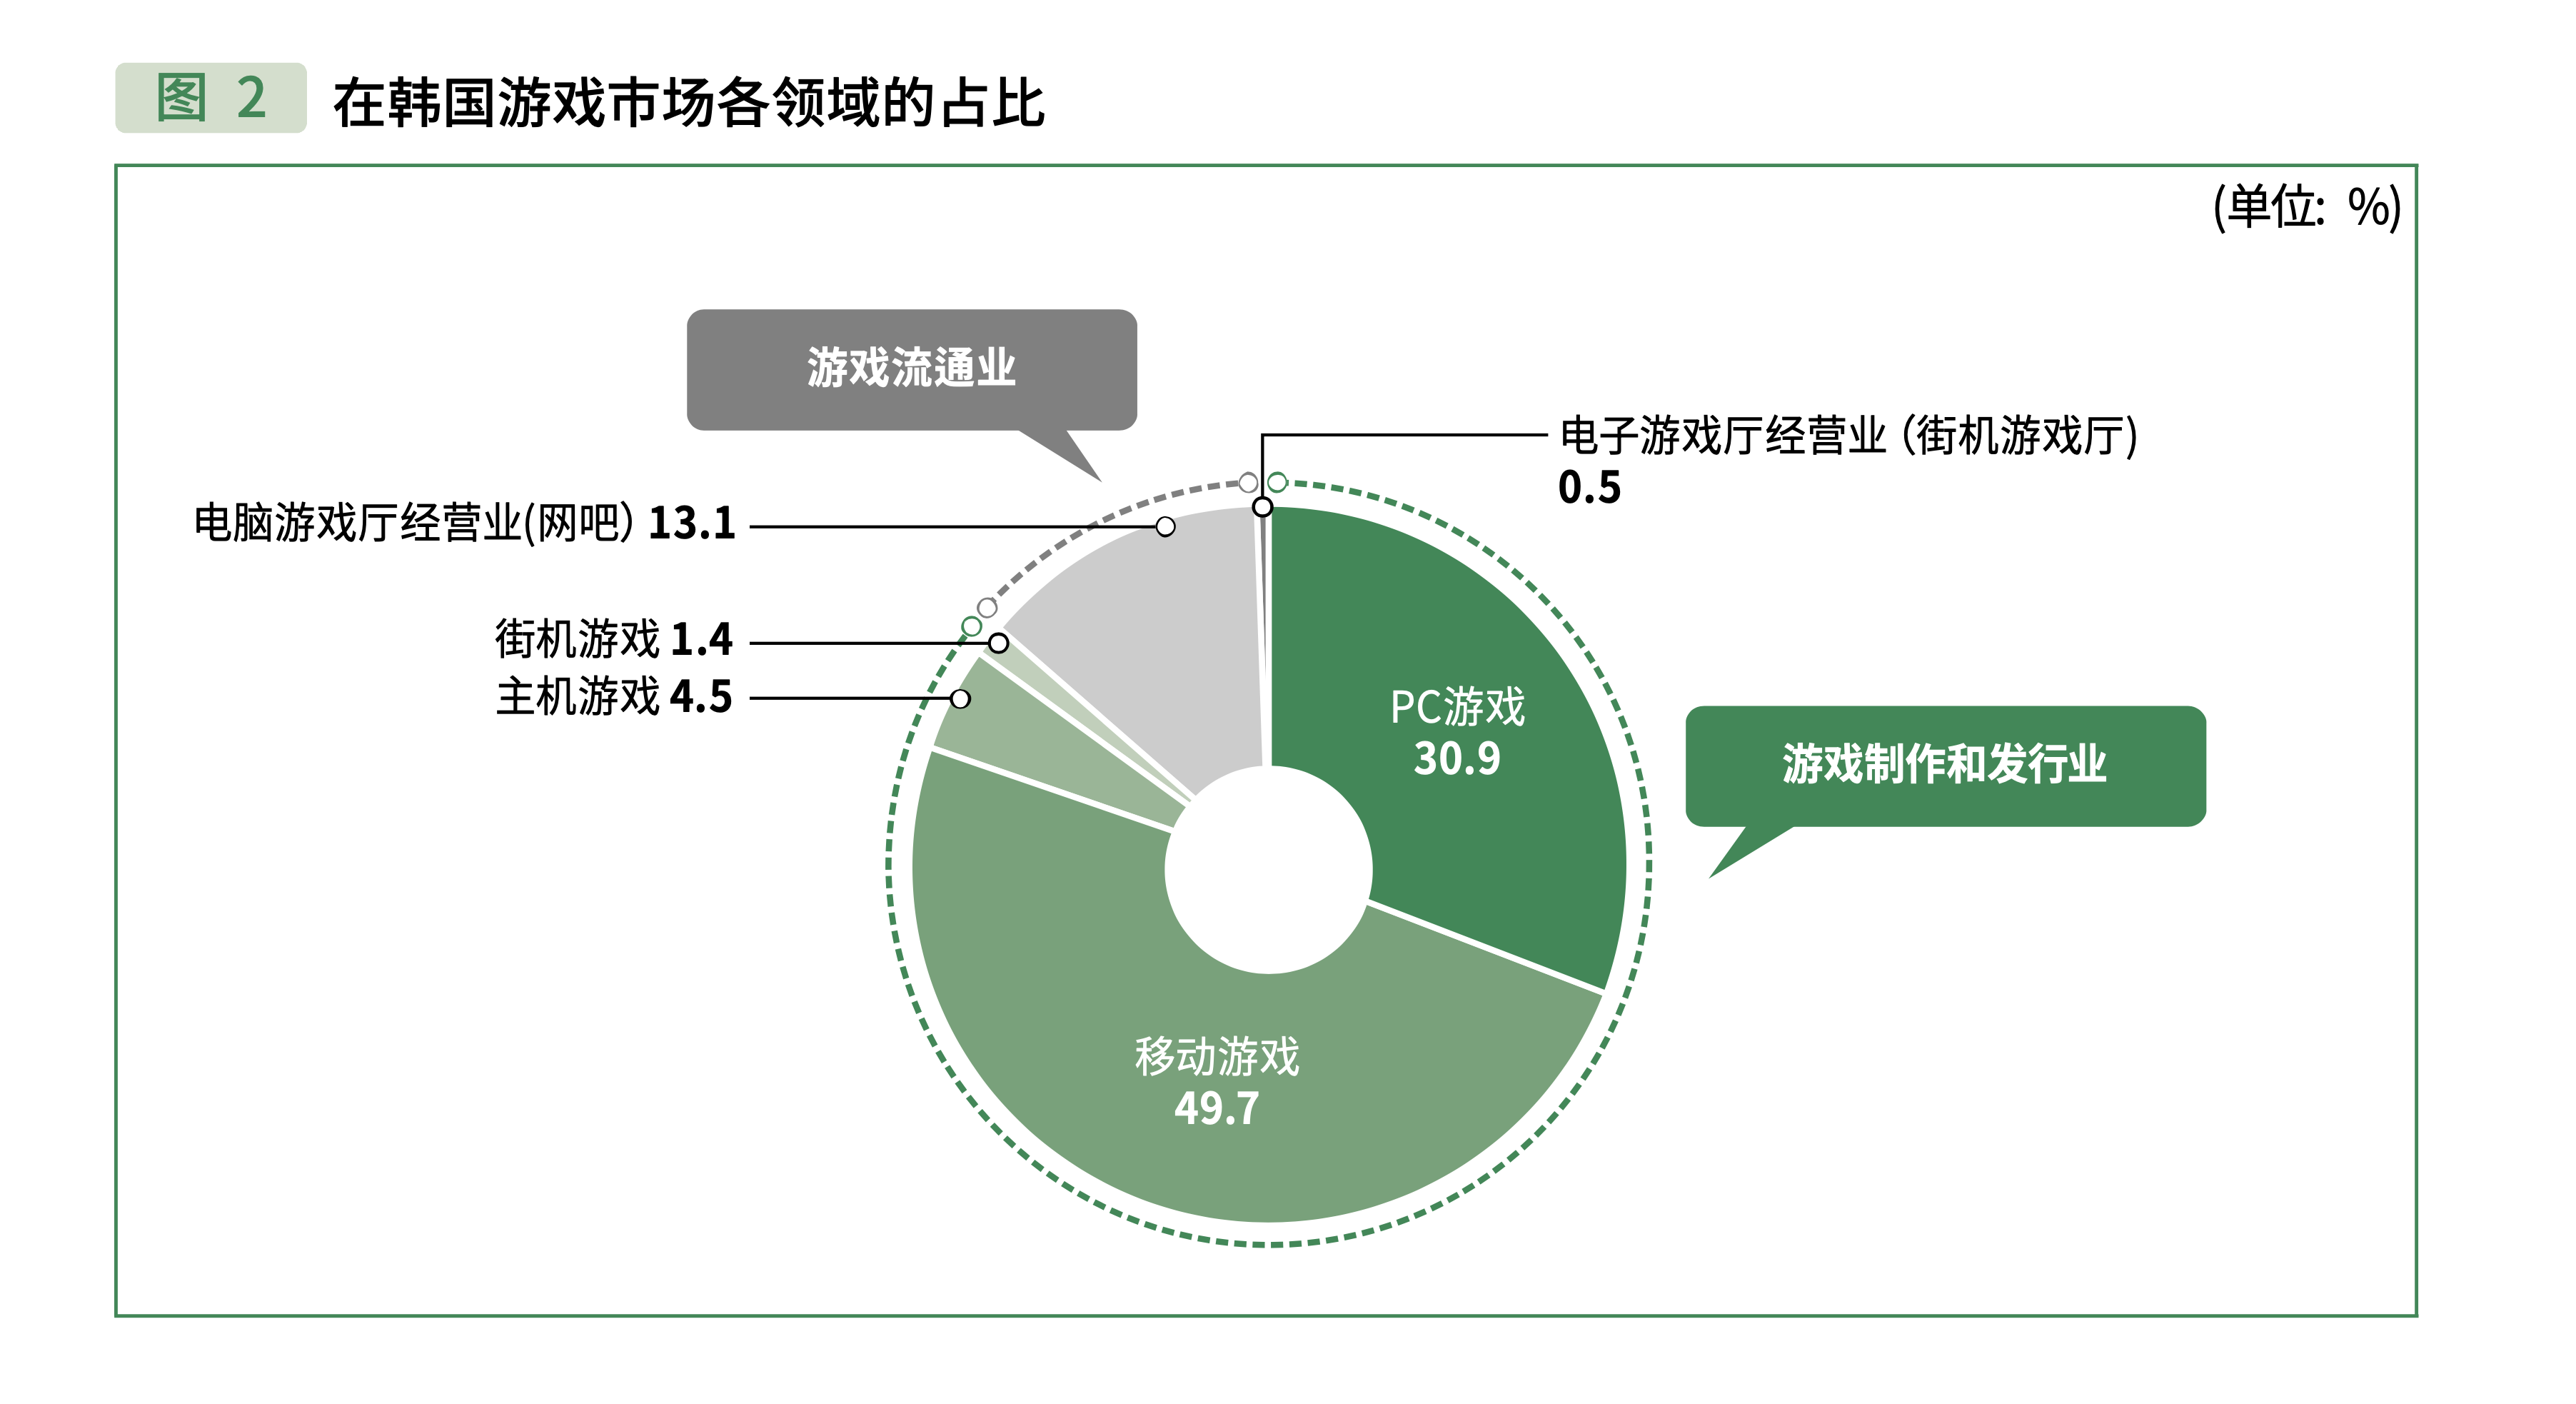 图 2 在韩国游戏市场各领域的占比
(单位: %)
游戏流通业
电子游戏厅经营业 (街机游戏厅)
0.5
电脑游戏厅经营业(网吧) 13.1
街机游戏 1.4
主机游戏 4.5
PC游戏
30.9
游戏制作和发行业
移动游戏
49.7